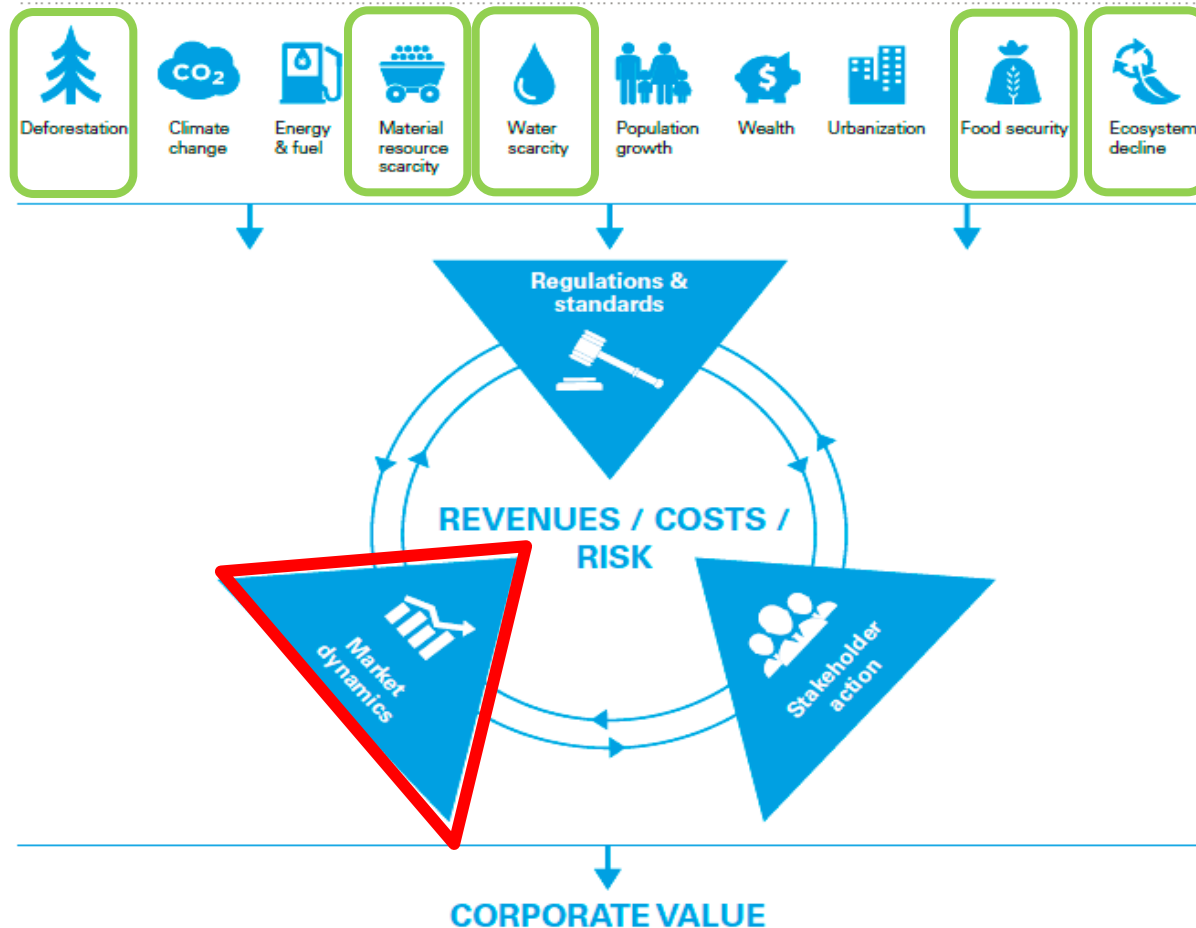 CO₂
$
Deforestation
Climate
change
Energy
& fuel
Material
resource
scarcity
Water
scarcity
Population
growth
Wealth
Urbanization
Food security
Ecosystem
decline
Regulations &
standards
REVENUES / COSTS /
RISK
Market
dynamics
Stakeholder
action
CORPORATE VALUE